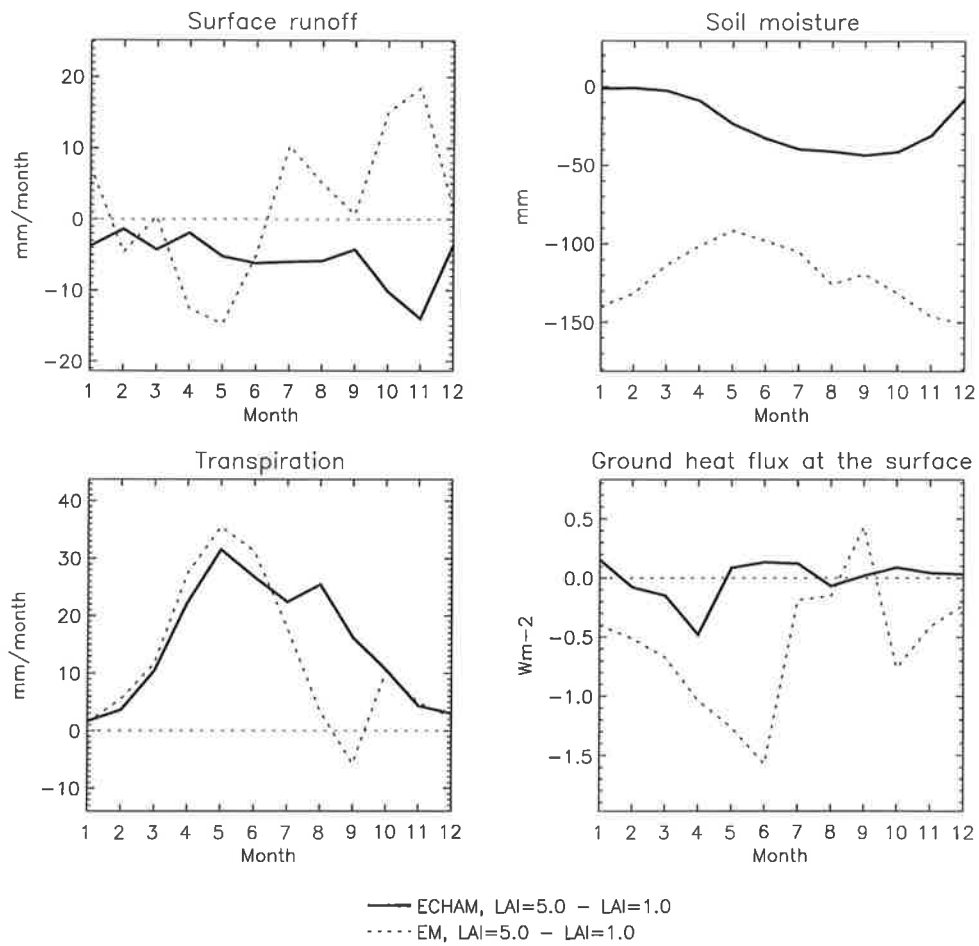 Surface runoff
mm/month
20
10
0
−10
−20
1 2 3 4 5 6 7 8 9 10 11 12
Month
Soil moisture
mm
0
−50
−100
−150
1 2 3 4 5 6 7 8 9 10 11 12
Month
Transpiration
mm/month
40
30
20
10
0
−10
1 2 3 4 5 6 7 8 9 10 11 12
Month
Ground heat flux at the surface
Wm−2
0.5
0.0
−0.5
−1.0
−1.5
1 2 3 4 5 6 7 8 9 10 11 12
Month
ECHAM, LAI=5.0 − LAI=1.0
EM, LAI=5.0 − LAI=1.0